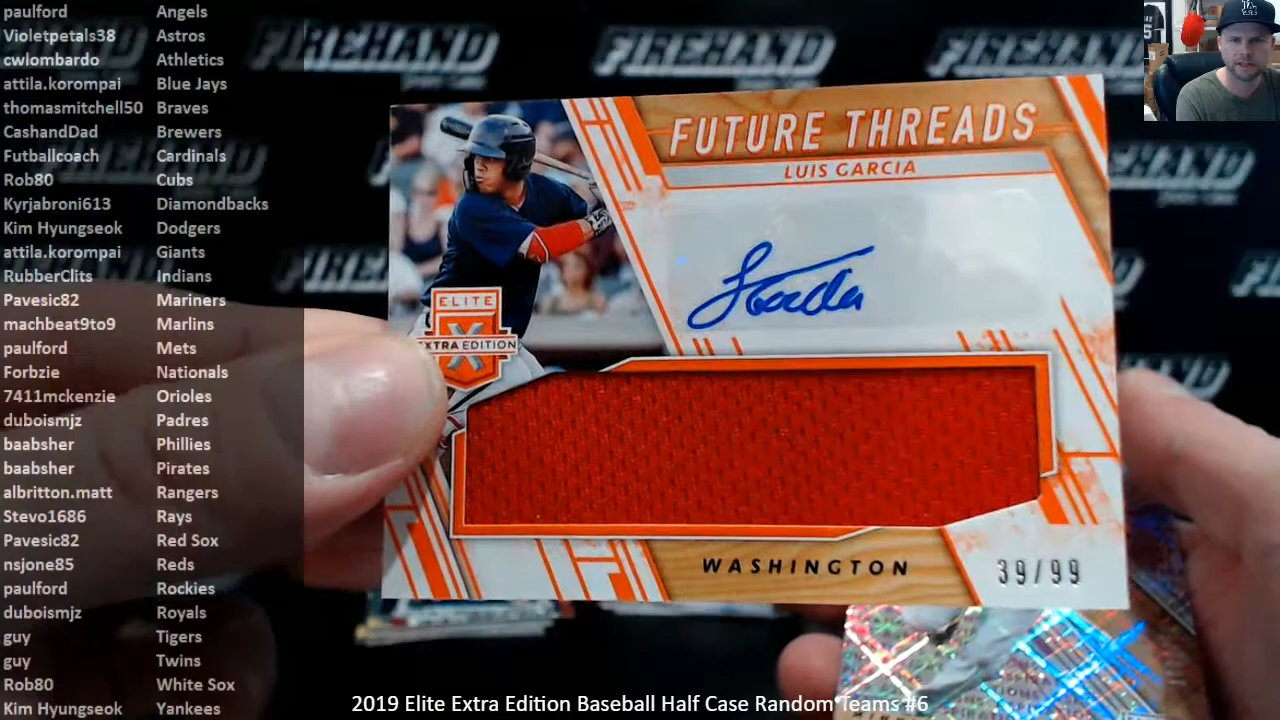 paulford Angels
Violetpetals38 Astros
cwlombardo Athletics
attila.korompai Blue Jays
thomasmitchell50 Braves
CashandDad Brewers
Futballcoach Cardinals
Rob80 Cubs
Kyrjabroni613 Diamondbacks
Kim Hyungseok Dodgers
attila.korompai Giants
RubberClits Indians
Pavesic82 Mariners
machbeat9to9 Marlins
paulford Mets
Forbzie Nationals
7411mckenzie Orioles
duboismjz Padres
baabsher Phillies
baabsher Pirates
albritton.matt Rangers
Stevo1686 Rays
Pavesic82 Red Sox
nsjone85 Reds
paulford Rockies
duboismjz Royals
guy Tigers
guy Twins
Rob80 White Sox
Kim Hyungseok Yankees
FIREHAND FIREHAND FIREHAND
FUTURE THREADS
LUIS GARCIA
ELITE
X
EXTRA EDITION
WASHINGTON
39/99
2019 Elite Extra Edition Baseball Half Case Random Teams #6